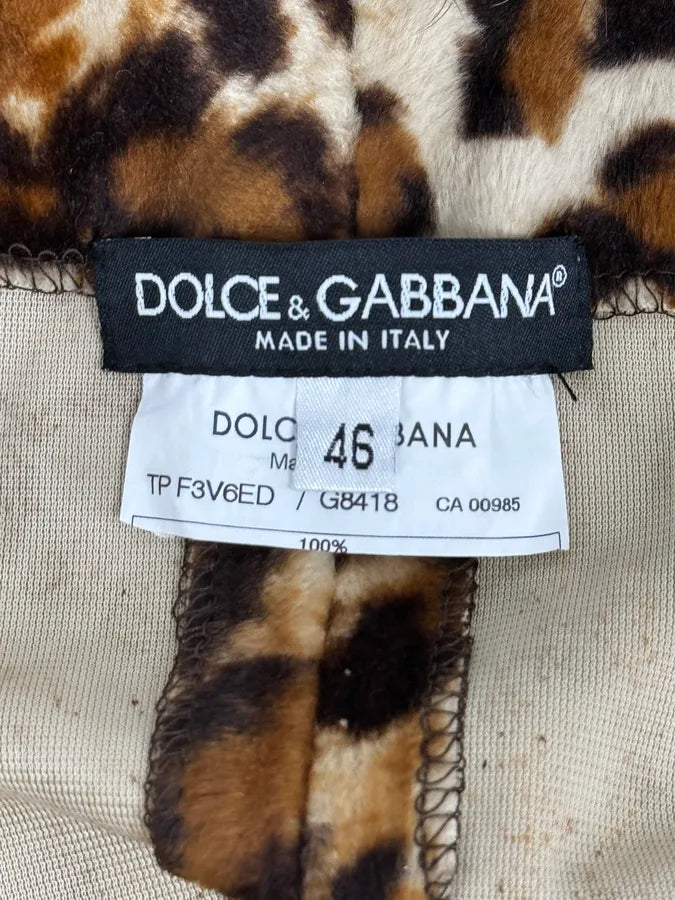 DOLCE & GABBANA®
MADE IN ITALY
DOLC BANA
46
Ma
TP F3V6ED / G8418 CA 00985
100%